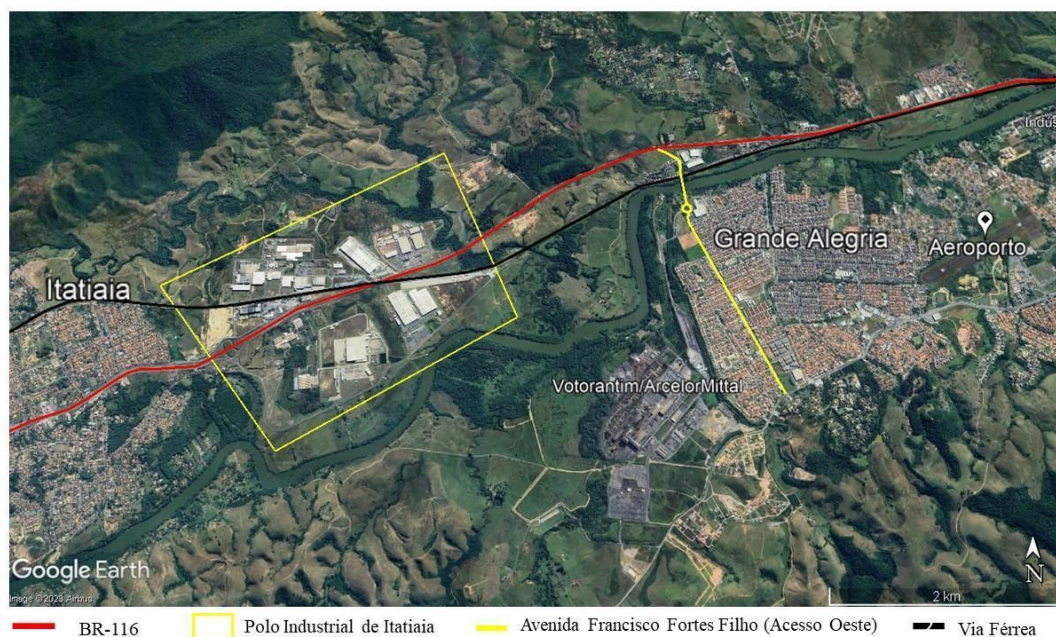 Indus
Grande Alegria
Aeroporto
Itatiaia
Votorantim/ArcelorMittal
Google Earth
Image ©2023 Airbus
N
2 km
BR-116
Polo Industrial de Itatiaia
Avenida Francisco Fortes Filho (Acesso Oeste)
Via Férrea